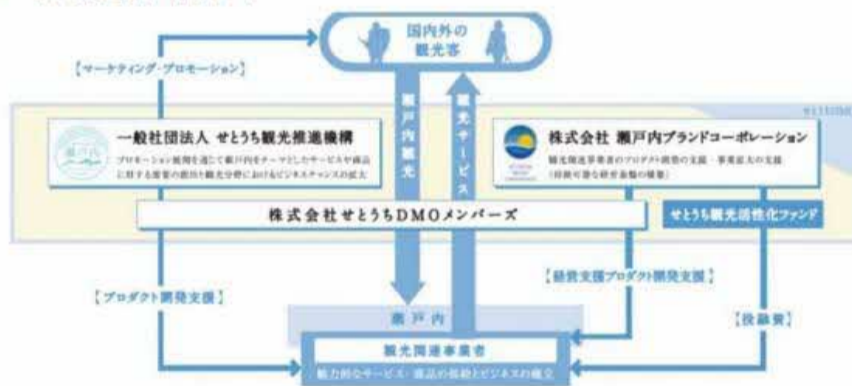 国内外の
観光客
【マーケティング・プロモーション】
瀬戸内観光
観光サービス
瀬戸内
一般社団法人 せとうち観光推進機構
プロモーション展開を通じて瀬戸内をテーマとしたサービスや商品
に対する需要の創出と観光分野におけるビジネスチャンスの拡大
株式会社 瀬戸内ブランドコーポレーション
観光関連事業者のプロダクト開発の支援・事業拡大の支援
（持続可能な経営基盤の構築）
株式会社せとうちDMOメンバーズ
せとうち観光活性化ファンド
【プロダクト開発支援】
【経営支援プロダクト開発支援】
【投融資】
瀬戸内
観光関連事業者
魅力的なサービス・商品の供給とビジネスの確立